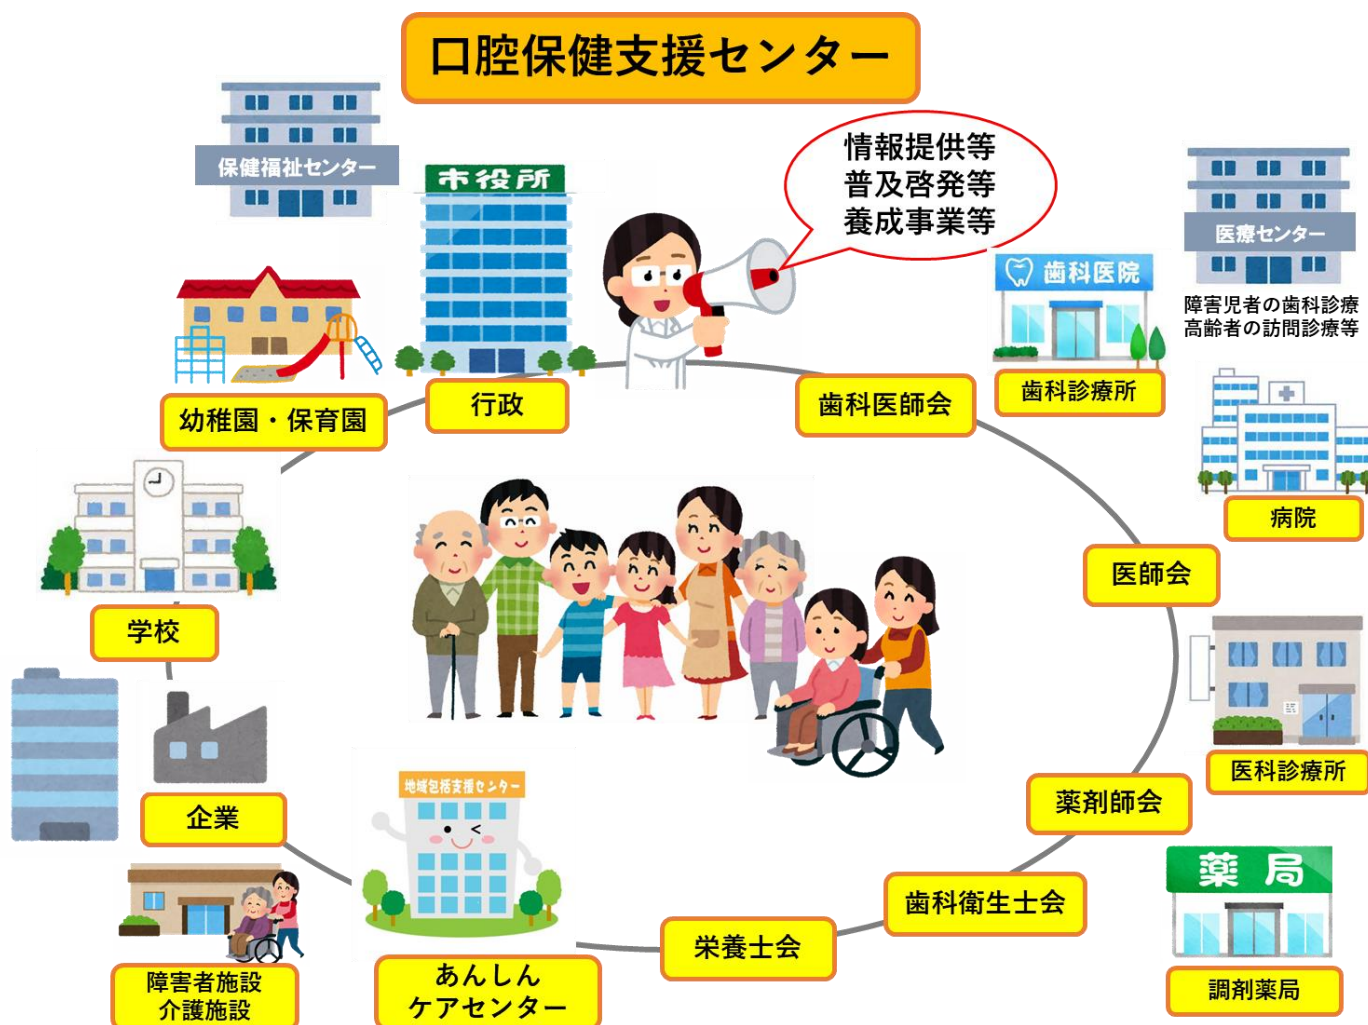 口腔保健支援センター
情報提供等
普及啓発等
養成事業等
保健福祉センター
市役所
医療センター
障害児者の歯科診療
高齢者の訪問診療等
歯科医院
幼稚園・保育園
行政
歯科医師会
歯科診療所
病院
医師会
学校
医科診療所
企業
地域包括支援センター
薬剤師会
薬局
歯科衛生士会
栄養士会
あんしん
ケアセンター
障害者施設
介護施設
調剤薬局